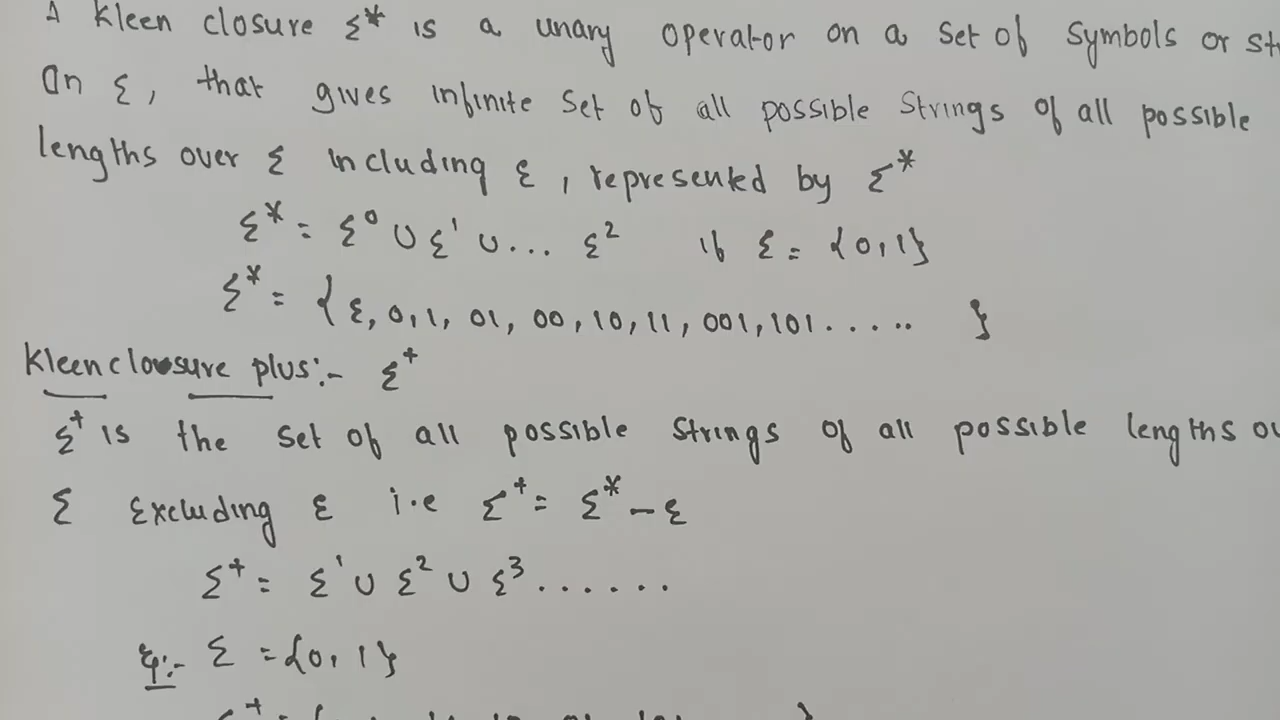 A Kleen closure Σ* is a unary operator on a set of symbols or
On Σ, that gives infinite set of all possible strings of all possible
lengths over Σ including ε, represented by Σ*
Σ* = Σ⁰ ∪ Σ¹ ∪ ... Σ² if Σ = {0,1}
Σ* = {ε, 0, 1, 01, 00, 10, 11, 001, 101 ...... }
Kleen closure plus:- Σ⁺
Σ⁺ is the set of all possible strings of all possible lengths
Σ Excluding ε i.e Σ⁺ = Σ* - ε
Σ⁺ = Σ¹ ∪ Σ² ∪ Σ³ . . . . . .
Eg:- Σ = {0, 1}